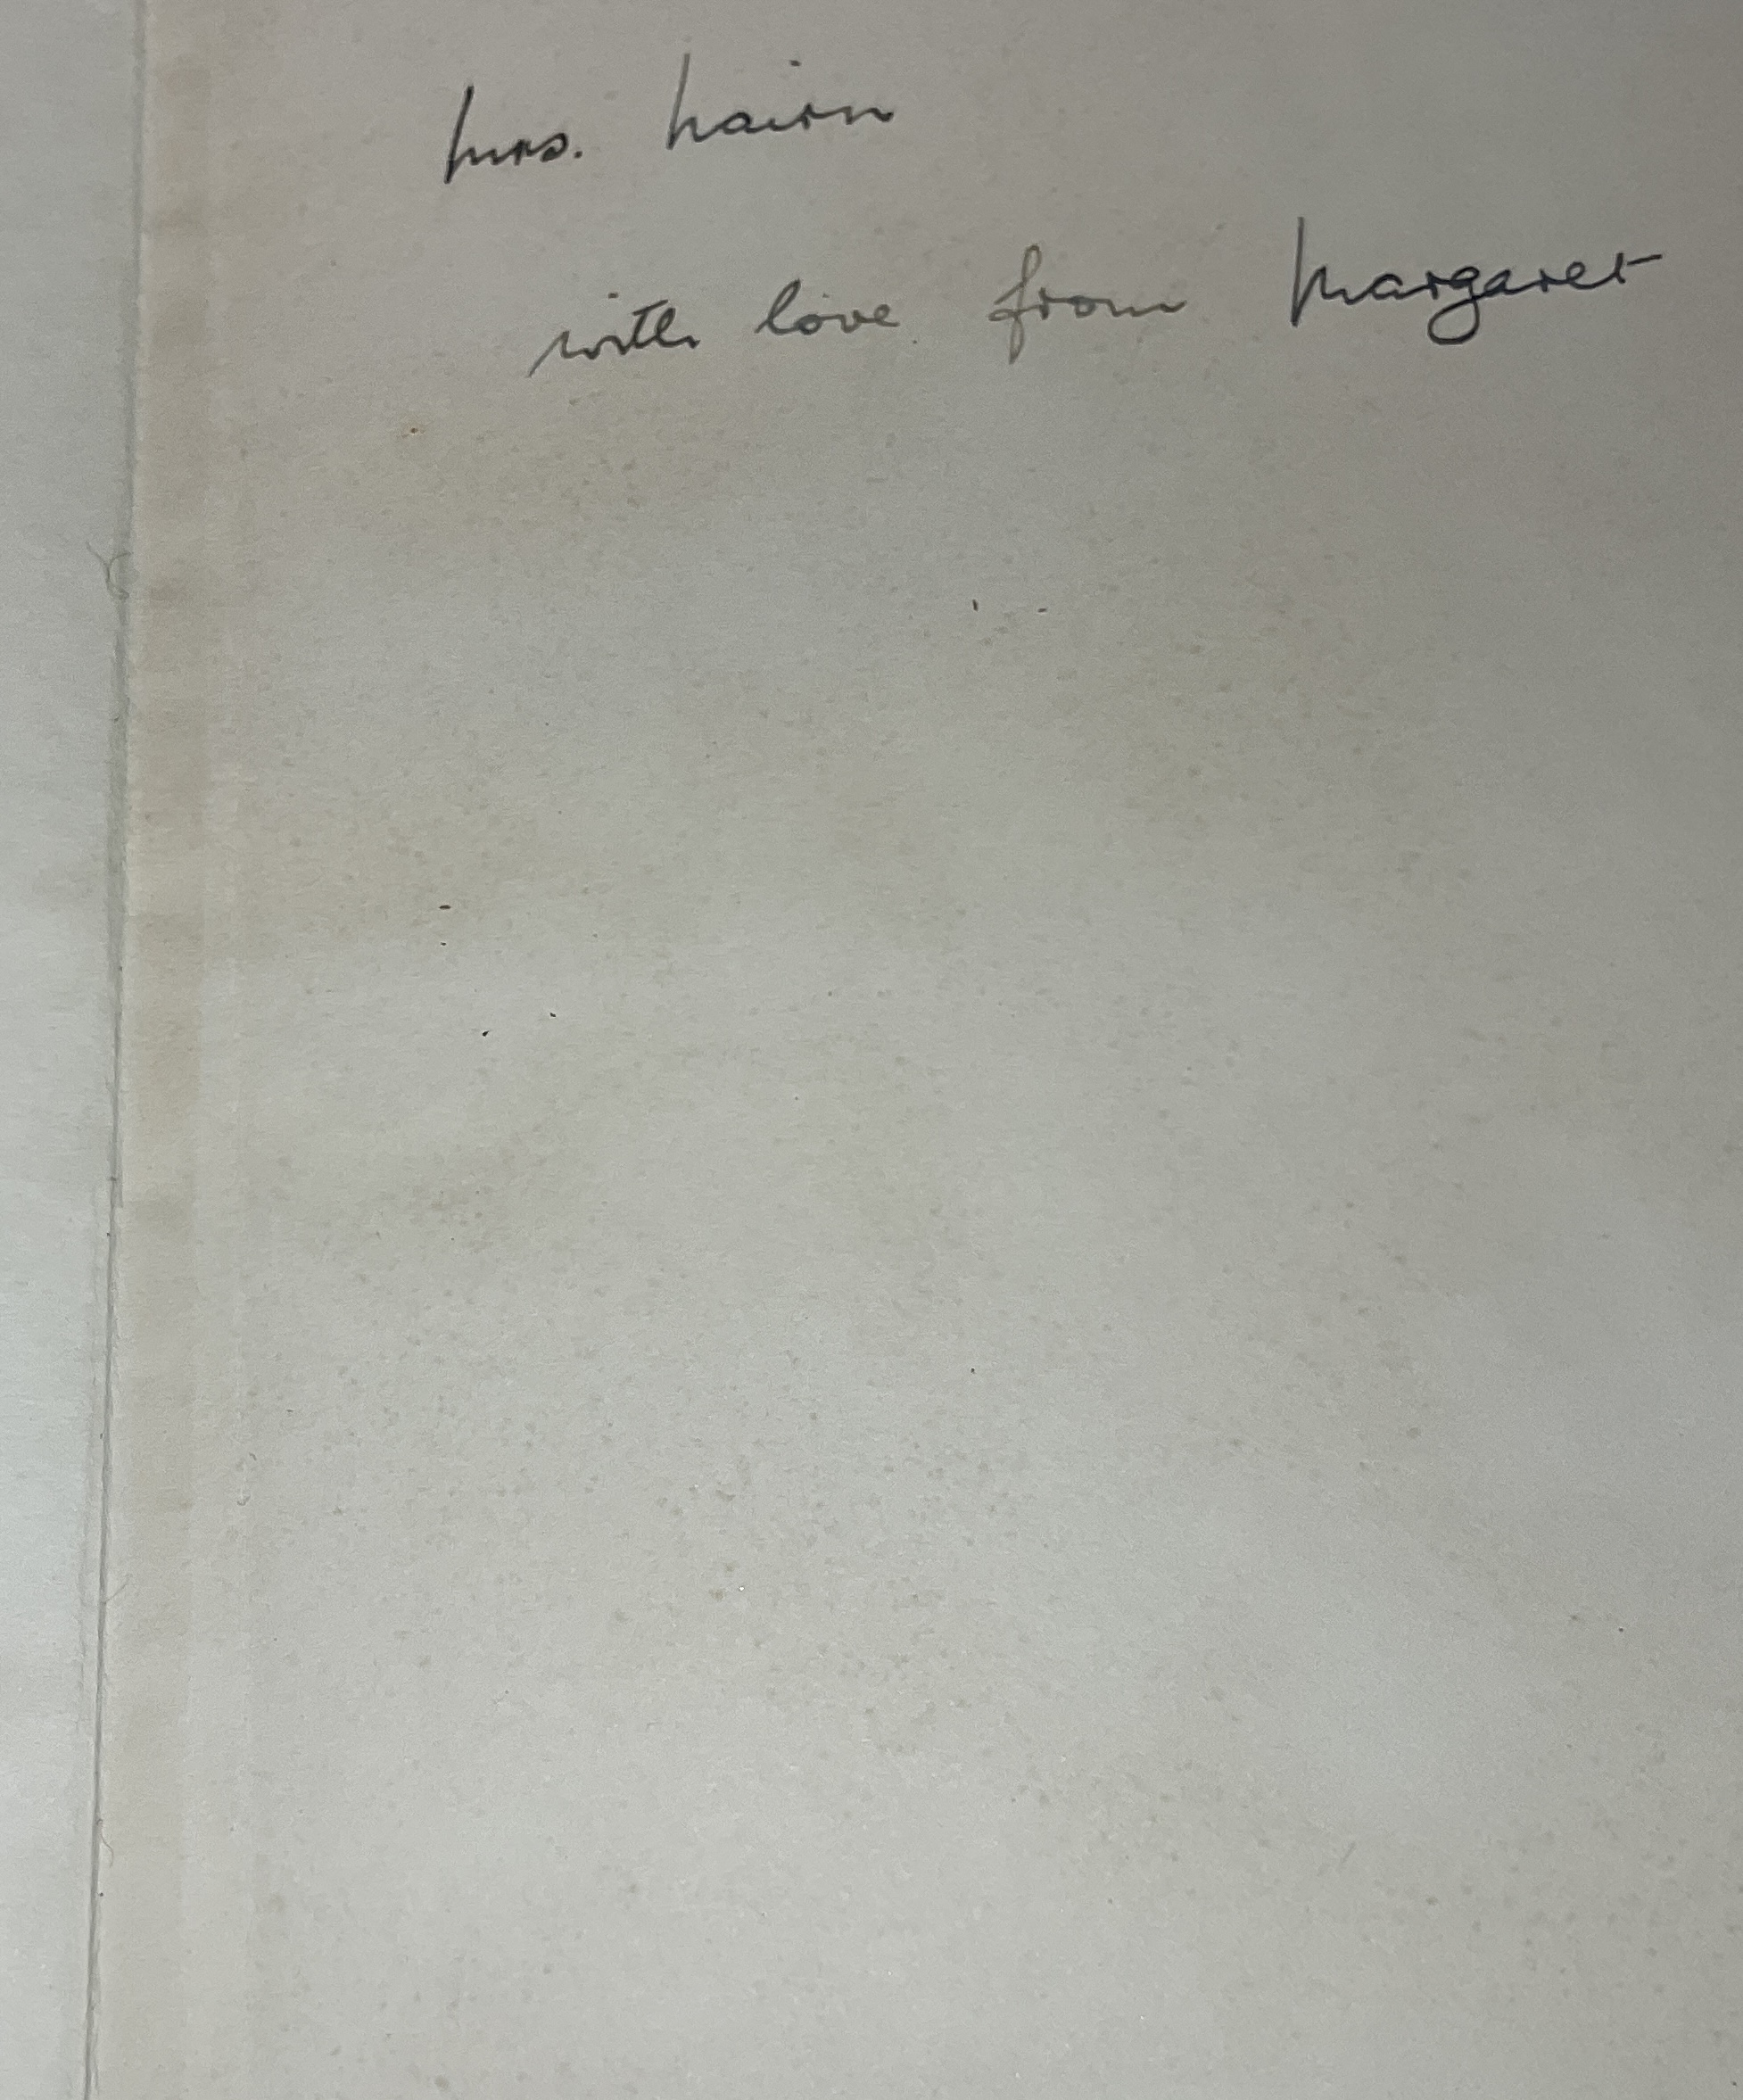 Mrs. Nairn
with love from Margaret